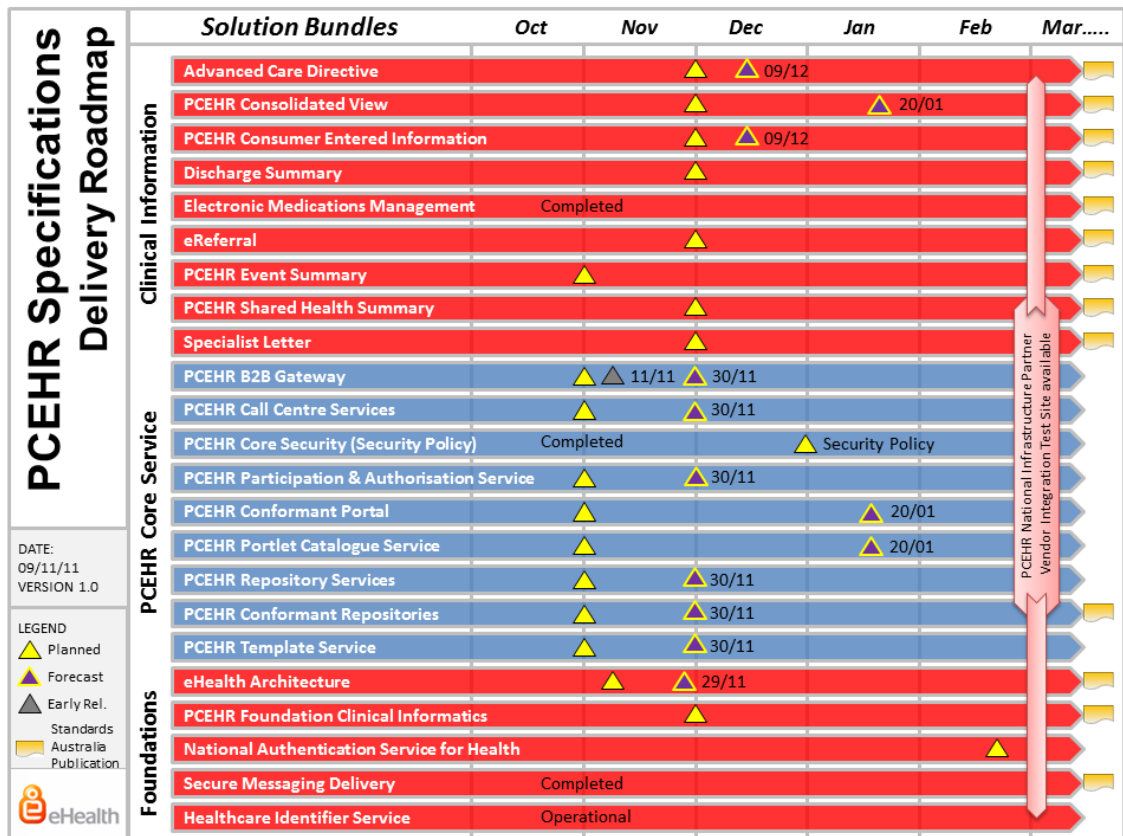 PCEHR Specifications
Delivery Roadmap
Solution Bundles Oct Nov Dec Jan Feb Mar.....
Clinical Information
Advanced Care Directive 09/12
PCEHR Consolidated View 20/01
PCEHR Consumer Entered Information 09/12
Discharge Summary
Electronic Medications Management Completed
eReferral
PCEHR Event Summary
PCEHR Shared Health Summary
Specialist Letter
PCEHR Core Service
PCEHR B2B Gateway 11/11 30/11
PCEHR Call Centre Services 30/11
PCEHR Core Security (Security Policy) Completed Security Policy
PCEHR Participation & Authorisation Service 30/11
PCEHR Conformant Portal 20/01
PCEHR Portlet Catalogue Service 20/01
PCEHR Repository Services 30/11
PCEHR Conformant Repositories 30/11
PCEHR Template Service 30/11
Foundations
eHealth Architecture 29/11
PCEHR Foundation Clinical Informatics
National Authentication Service for Health
Secure Messaging Delivery Completed
Healthcare Identifier Service Operational
PCEHR National Infrastructure Partner
Vendor Integration Test Site available
DATE:
09/11/11
VERSION 1.0
LEGEND
Planned
Forecast
Early Rel.
Standards
Australia
Publication
eHealth